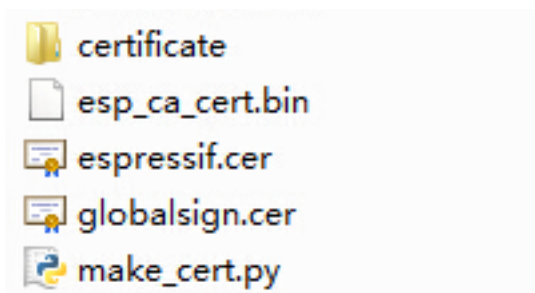 certificate
esp_ca_cert.bin
espressif.cer
globalsign.cer
make_cert.py